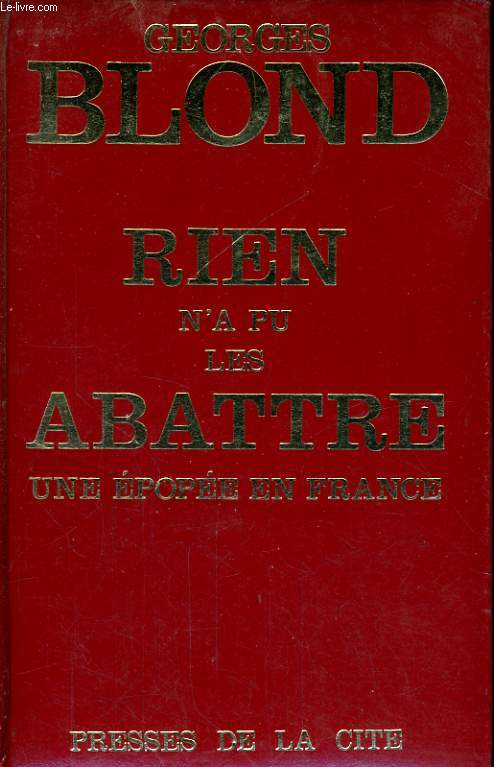 Le-livre.com
GEORGES
BLOND
RIEN
N'A PU
LES
ABATTRE
UNE ÉPOPÉE EN FRANCE
PRESSES DE LA CITE